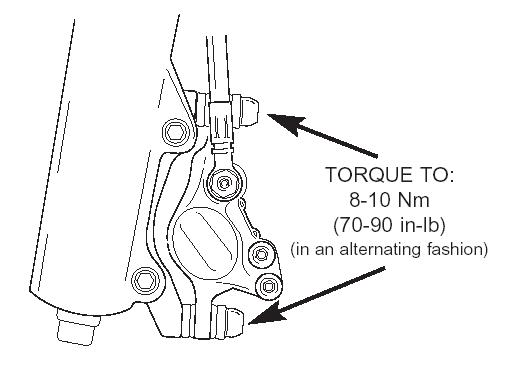 TORQUE TO:
8-10 Nm
(70-90 in-lb)
(in an alternating fashion)